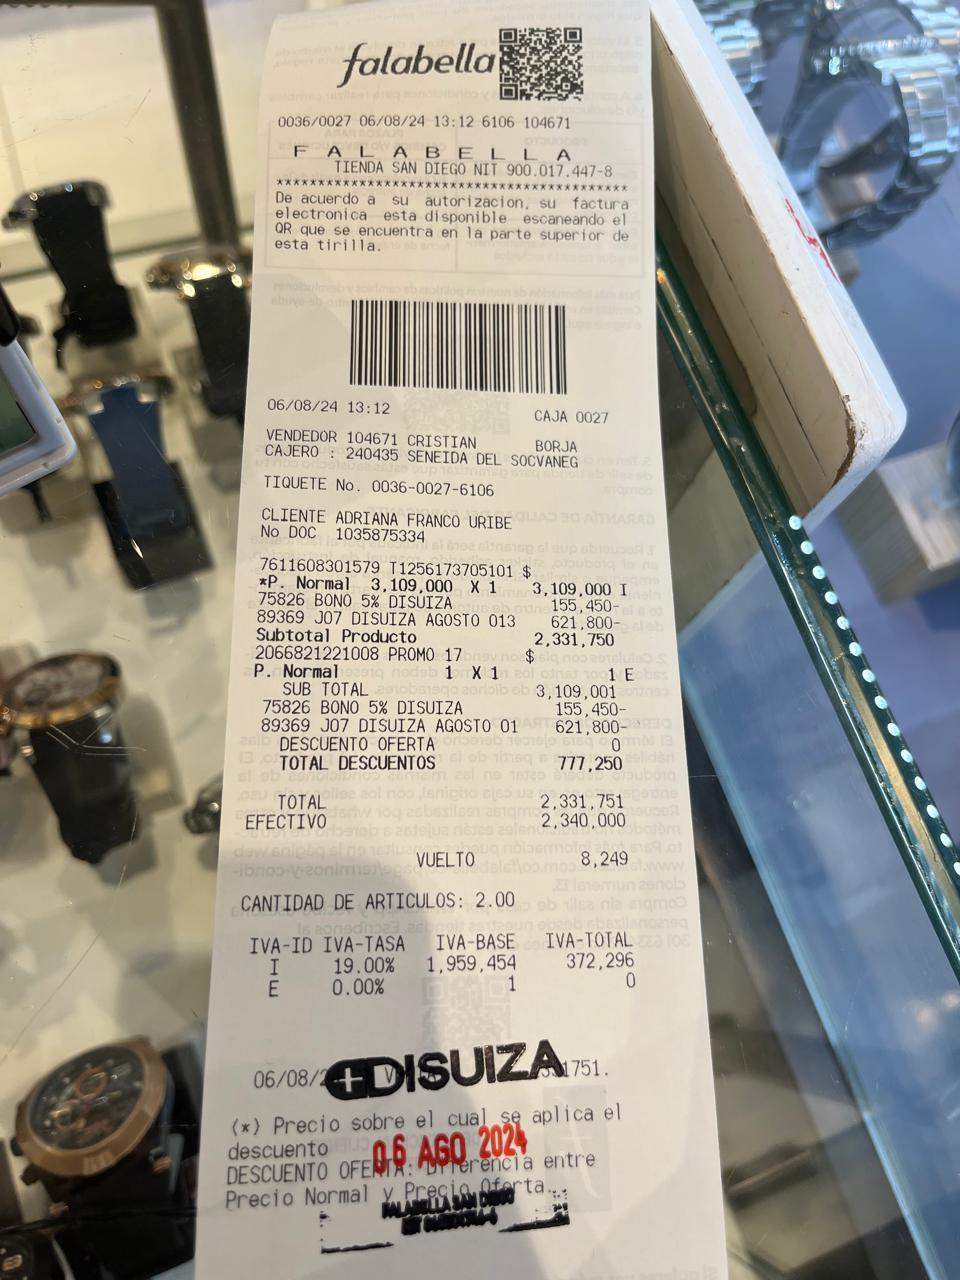 falabella
0036/0027 06/08/24 13:12 6106 104671
F A L A B E L L A
TIENDA SAN DIEGO NIT 900.017.447-8
*******************************************
De acuerdo a su autorizacion, su factura
electronica esta disponible escaneando el
QR que se encuentra en la parte superior de
esta tirilla.
06/08/24 13:12 CAJA 0027
VENDEDOR 104671 CRISTIAN BORJA
CAJERO : 240435 SENEIDA DEL SOCVANEG
TIQUETE No. 0036-0027-6106
CLIENTE ADRIANA FRANCO URIBE
No DOC 1035875334
7611608301579 T1256173705101 $
*P. Normal 3,109,000 X 1 3,109,000 I
75826 BONO 5% DISUIZA 155,450-
89369 J07 DISUIZA AGOSTO 013 621,800-
Subtotal Producto 2,331,750
2066821221008 PROMO 17 $
P. Normal 1 X 1 1 E
SUB TOTAL 3,109,001
75826 BONO 5% DISUIZA 155,450-
89369 J07 DISUIZA AGOSTO 01 621,800-
DESCUENTO OFERTA 0
TOTAL DESCUENTOS 777,250
TOTAL 2,331,751
EFECTIVO 2,340,000
VUELTO 8,249
CANTIDAD DE ARTICULOS: 2.00
IVA-ID IVA-TASA IVA-BASE IVA-TOTAL
I 19.00% 1,959,454 372,296
E 0.00% 1 0
06/08/2 DISUIZA 1751.
(*) Precio sobre el cual se aplica el
descuento 06 AGO 2024
DESCUENTO OFERTA: Diferencia entre
Precio Normal y Precio Oferta.
FALABELLA SAN DIEGO